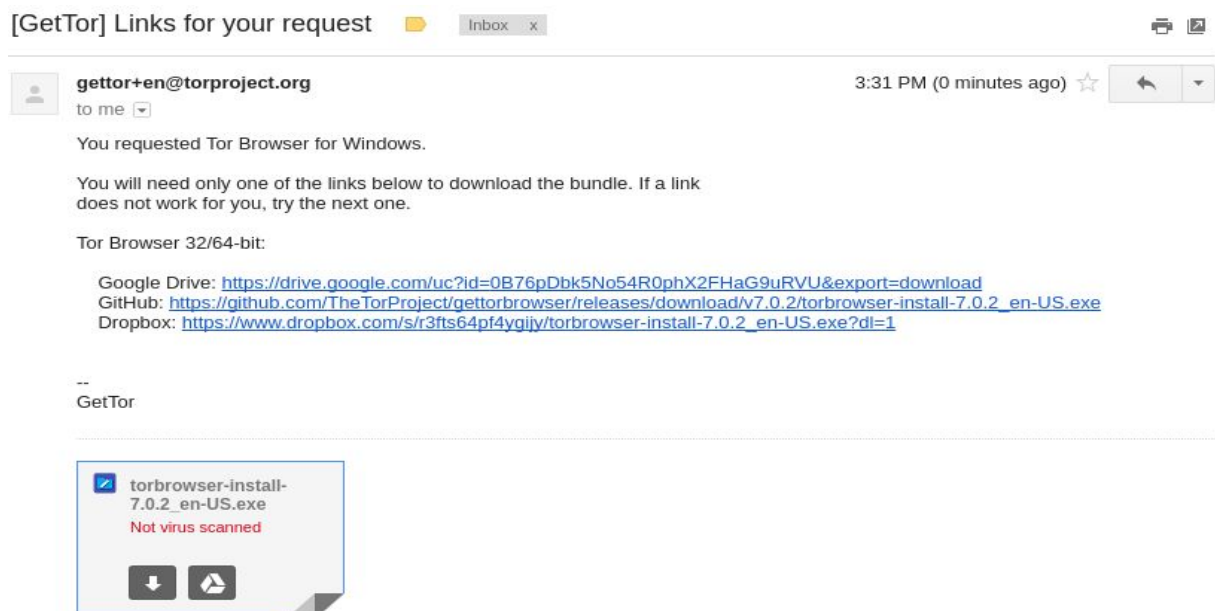 [GetTor] Links for your request Inbox x
gettor+en@torproject.org 3:31 PM (0 minutes ago)
to me
You requested Tor Browser for Windows.
You will need only one of the links below to download the bundle. If a link
does not work for you, try the next one.
Tor Browser 32/64-bit:
Google Drive: https://drive.google.com/uc?id=0B76pDbk5No54R0phX2FHaG9uRVU&export=download
GitHub: https://github.com/TheTorProject/gettorbrowser/releases/download/v7.0.2/torbrowser-install-7.0.2_en-US.exe
Dropbox: https://www.dropbox.com/s/r3fts64pf4ygijy/torbrowser-install-7.0.2_en-US.exe?dl=1
--
GetTor
torbrowser-install-
7.0.2_en-US.exe
Not virus scanned